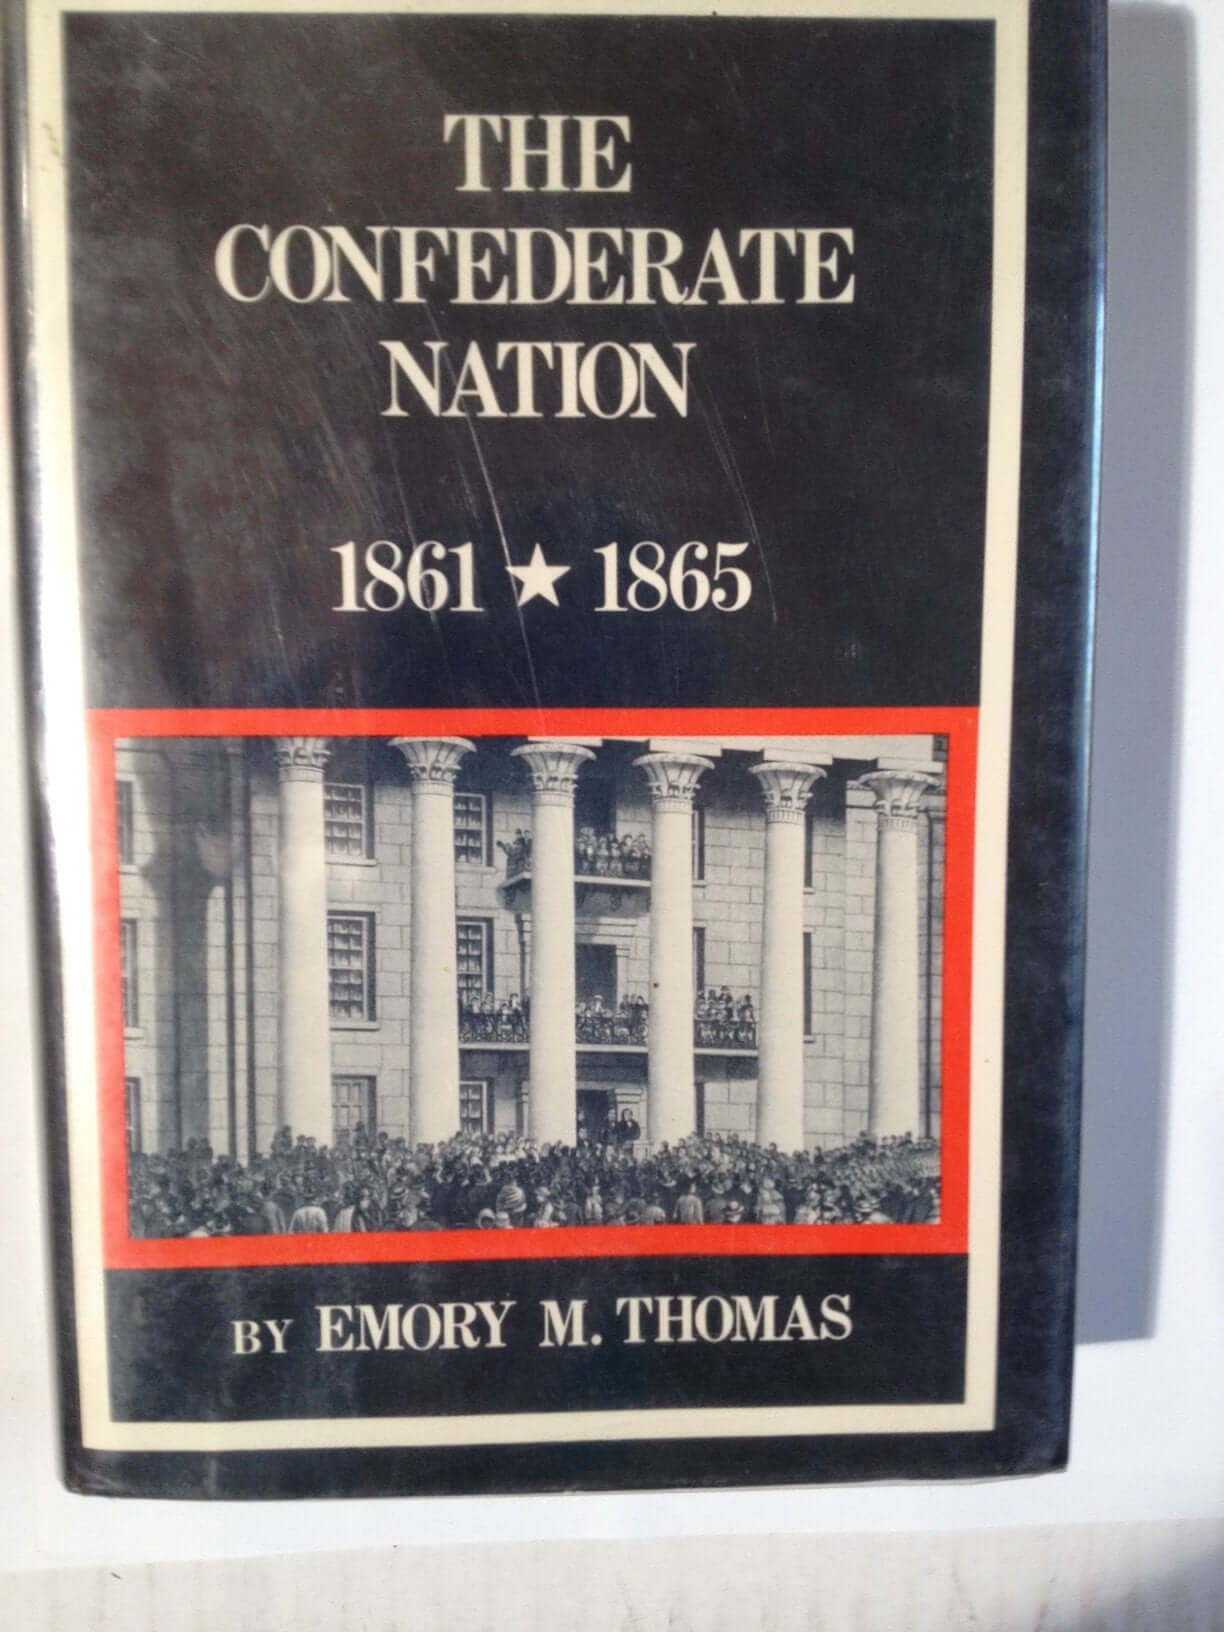 THE
CONFEDERATE
NATION
1861 ★ 1865
BY EMORY M. THOMAS